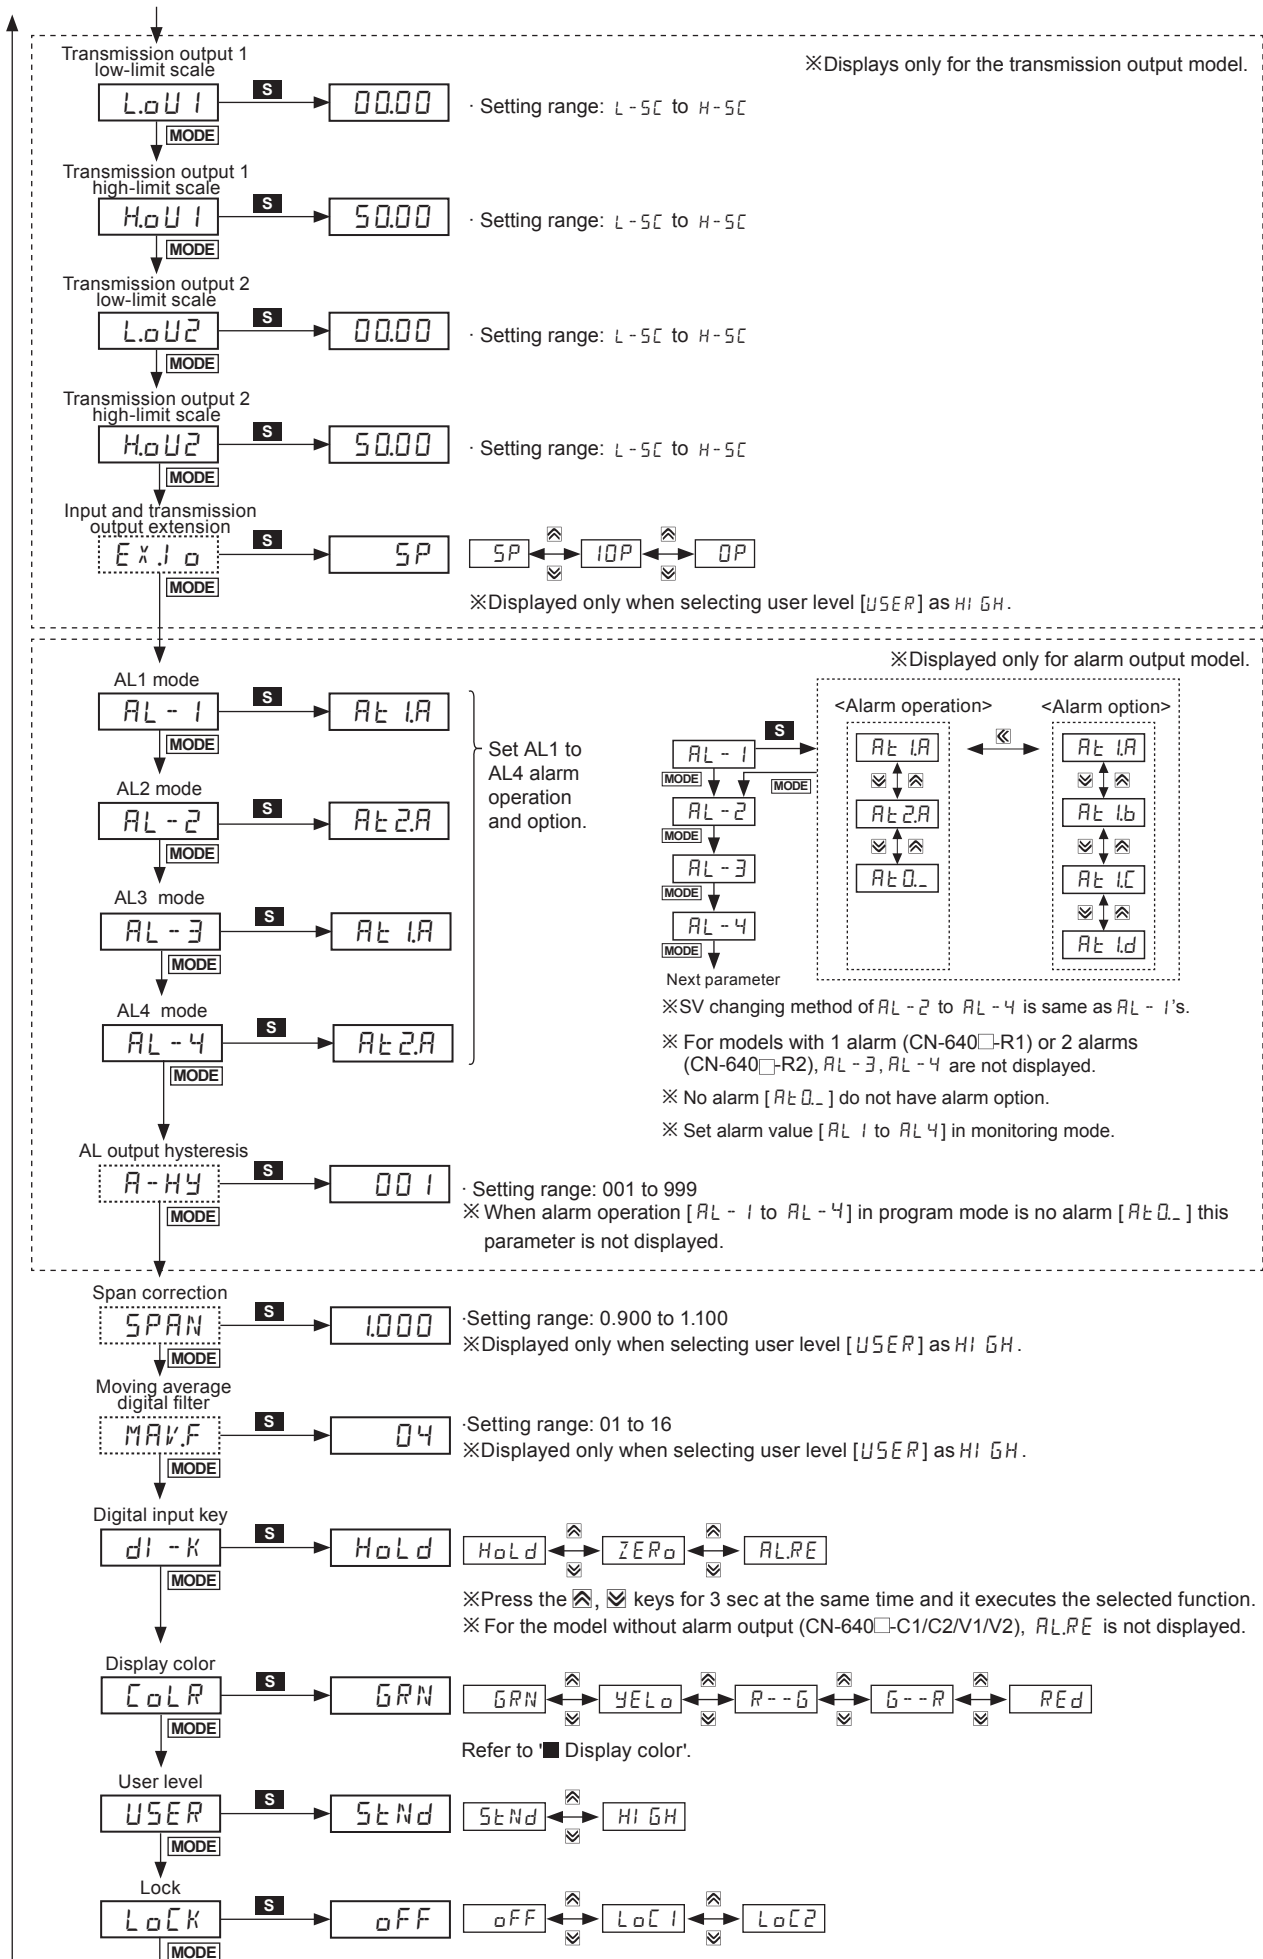 Transmission output 1
low-limit scale
※Displays only for the transmission output model.
L.oU1 S 00.00 · Setting range: L-SC to H-SC
MODE
Transmission output 1
high-limit scale
H.oU1 S 50.00 · Setting range: L-SC to H-SC
MODE
Transmission output 2
low-limit scale
L.oU2 S 00.00 · Setting range: L-SC to H-SC
MODE
Transmission output 2
high-limit scale
H.oU2 S 50.00 · Setting range: L-SC to H-SC
MODE
Input and transmission
output extension
EX.Io S 5P 5P 10P 0P
MODE
※Displayed only when selecting user level [USER] as HIGH.
※Displayed only for alarm output model.
AL1 mode
AL-1 S At1.A
MODE
AL2 mode
AL-2 S At2.A
MODE
AL3 mode
AL-3 S At1.A
MODE
AL4 mode
AL-4 S At2.A
MODE
Set AL1 to
AL4 alarm
operation
and option.
AL-1 S
MODE MODE
AL-2
MODE
AL-3
MODE
AL-4
MODE
Next parameter
<Alarm operation> <Alarm option>
At1.A At1.A
At2.A At1.b
At0._ At1.C
At1.d
※SV changing method of AL-2 to AL-4 is same as AL-1's.
※ For models with 1 alarm (CN-640□-R1) or 2 alarms
(CN-640□-R2), AL-3, AL-4 are not displayed.
※ No alarm [At0._] do not have alarm option.
※ Set alarm value [AL1 to AL4] in monitoring mode.
AL output hysteresis
A-HY S 001 · Setting range: 001 to 999
MODE
※ When alarm operation [AL-1 to AL-4] in program mode is no alarm [At0._] this
parameter is not displayed.
Span correction
SPAN S 1.000 ·Setting range: 0.900 to 1.100
MODE
※Displayed only when selecting user level [USER] as HIGH.
Moving average
digital filter
MAV.F S 04 ·Setting range: 01 to 16
MODE
※Displayed only when selecting user level [USER] as HIGH.
Digital input key
dI-K S HoLd HoLd ZERo AL.RE
MODE
※Press the ︽, ︾ keys for 3 sec at the same time and it executes the selected function.
※ For the model without alarm output (CN-640□-C1/C2/V1/V2), AL.RE is not displayed.
Display color
CoLR S GRN GRN YELo R--G G--R REd
MODE
Refer to '■ Display color'.
User level
USER S StNd StNd HIGH
MODE
Lock
LoCK S oFF oFF LoC1 LoC2
MODE